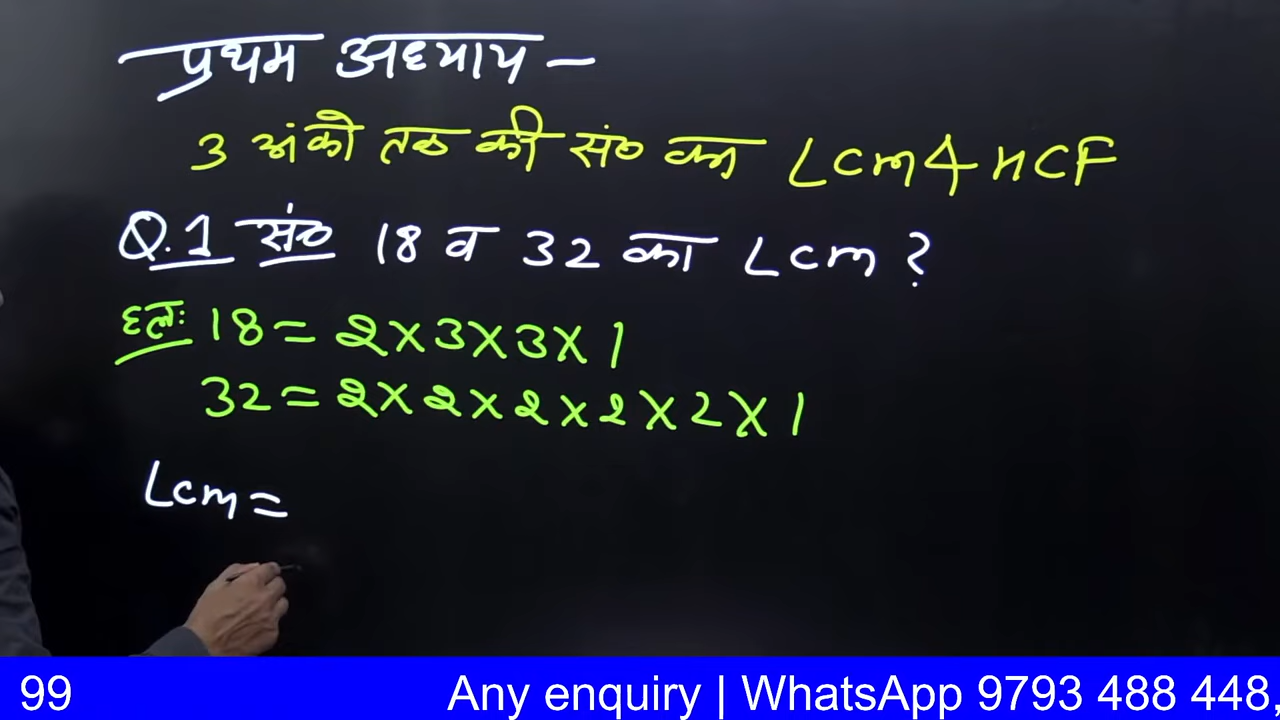 प्रथम अध्याय –
3 अंको तक की सं० का Lcm & HCF
Q.1 सं० 18 व 32 का Lcm ?
हल: 18 = 2 × 3 × 3 × 1
32 = 2 × 2 × 2 × 2 × 2 × 1
Lcm =
99 Any enquiry | WhatsApp 9793 488 448,